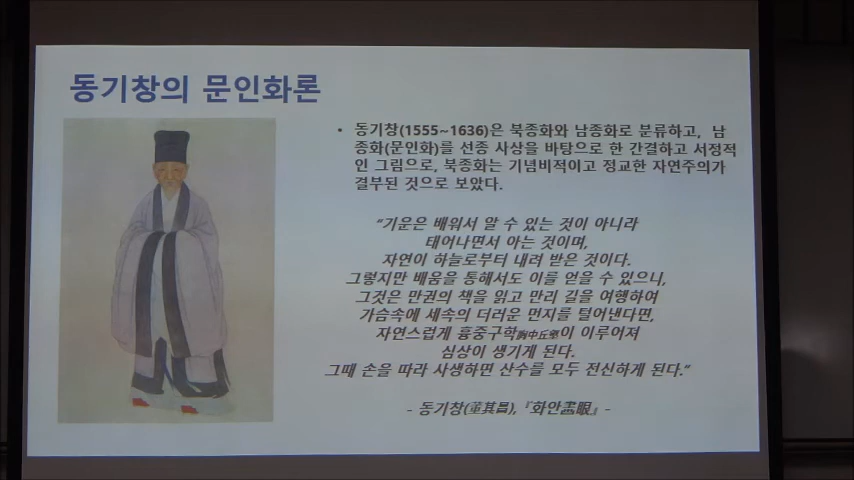 동기창의 문인화론
• 동기창(1555~1636)은 북종화와 남종화로 분류하고, 남
종화(문인화)를 선종 사상을 바탕으로 한 간결하고 서정적
인 그림으로, 북종화는 기념비적이고 정교한 자연주의가
결부된 것으로 보았다.
“기운은 배워서 알 수 있는 것이 아니라
태어나면서 아는 것이며,
자연이 하늘로부터 내려 받은 것이다.
그렇지만 배움을 통해서도 이를 얻을 수 있으니,
그것은 만권의 책을 읽고 만리 길을 여행하여
가슴속에 세속의 더러운 먼지를 털어낸다면,
자연스럽게 흉중구학胸中丘壑이 이루어져
심상이 생기게 된다.
그때 손을 따라 사생하면 산수를 모두 전신하게 된다.”
- 동기창(董其昌), 『화안畵眼』 -